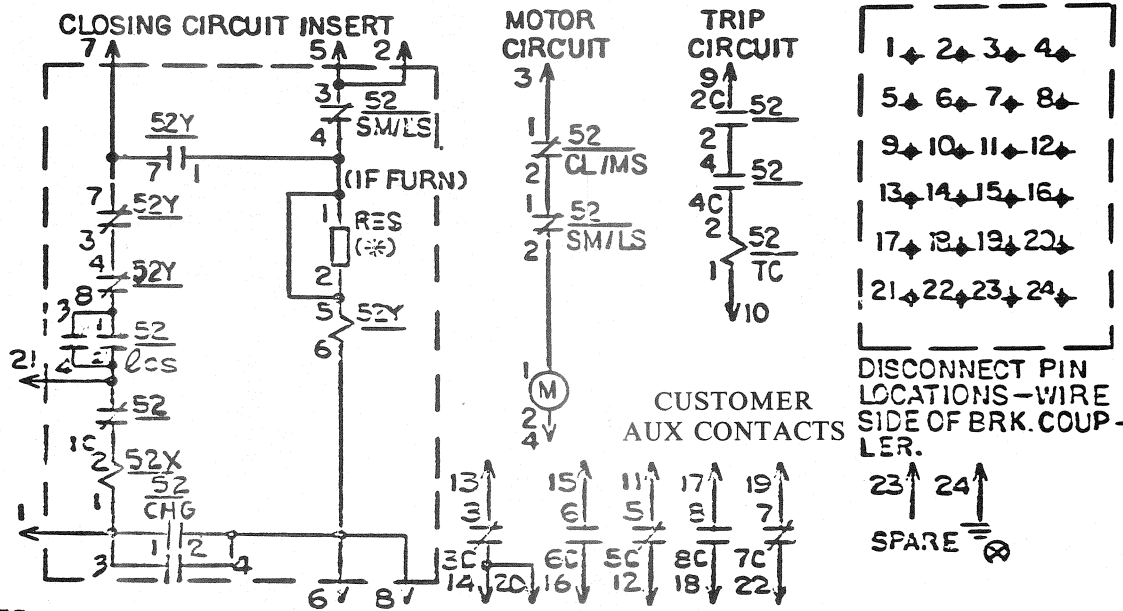 CLOSING CIRCUIT INSERT
7
5
2
3
52
SM/LS
4
52Y
7
1
(IF FURN)
7
52Y
3
1
RES
(※)
2
4
52Y
8
3
1
52
4
2
lcs
5
52Y
6
21
52
1C
2
52X
1
52
CHG
1
1
2
3
4
6
8
MOTOR
CIRCUIT
3
1
52
CL/MS
2
1
52
SM/LS
2
1
M
2
4
TRIP
CIRCUIT
9
2C
52
2
4
52
4C
2
52
TC
1
10
1 2 3 4
5 6 7 8
9 10 11 12
13 14 15 16
17 18 19 20
21 22 23 24
DISCONNECT PIN
LOCATIONS-WIRE
SIDE OF BRK. COUP-
LER.
CUSTOMER
AUX CONTACTS
13 15 11 17 19
3 6 5 8 7
3C 6C 5C 8C 7C
14 20 16 12 18 22
23 24
SPARE